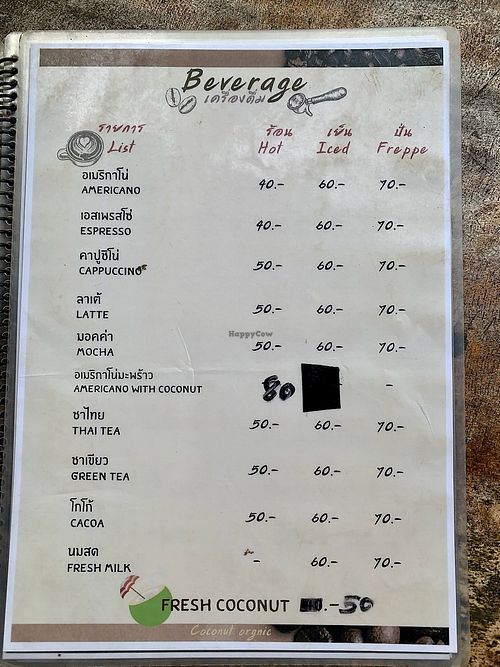 Beverage
เครื่องดื่ม
รายการ ร้อน เย็น ปั่น
List Hot Iced Freppe
อเมริกาโน่
AMERICANO 40.- 60.- 70.-
เอสเพรสโซ่
ESPRESSO 40.- 60.- 70.-
คาปูชิโน่
CAPPUCCINO 50.- 60.- 70.-
ลาเต้
LATTE 50.- 60.- 70.-
มอคค่า
MOCHA 50.- 60.- 70.-
อเมริกาโน่มะพร้าว
AMERICANO WITH COCONUT 80 -
ชาไทย
THAI TEA 50.- 60.- 70.-
ชาเขียว
GREEN TEA 50.- 60.- 70.-
โกโก้
CACOA 50.- 60.- 70.-
นมสด
FRESH MILK - 60.- 70.-
FRESH COCONUT .- 50
Coconut orgnic
HappyCow